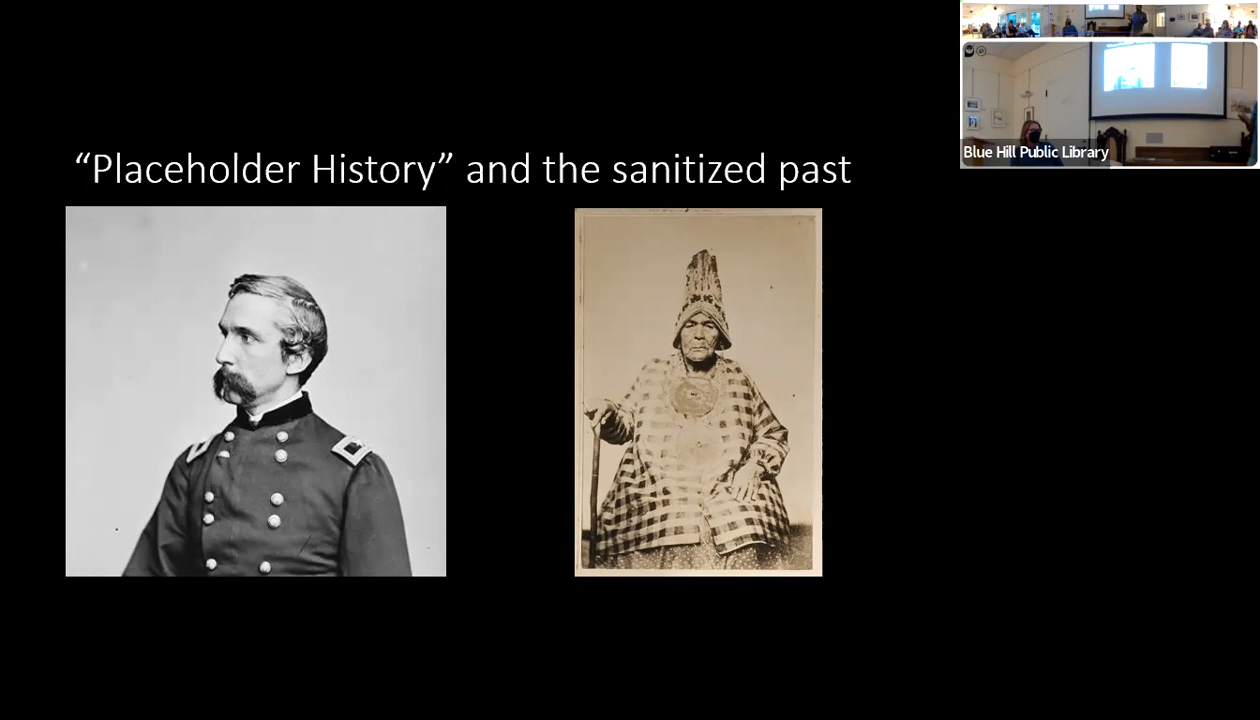 “Placeholder History” and the sanitized past
Blue Hill Public Library